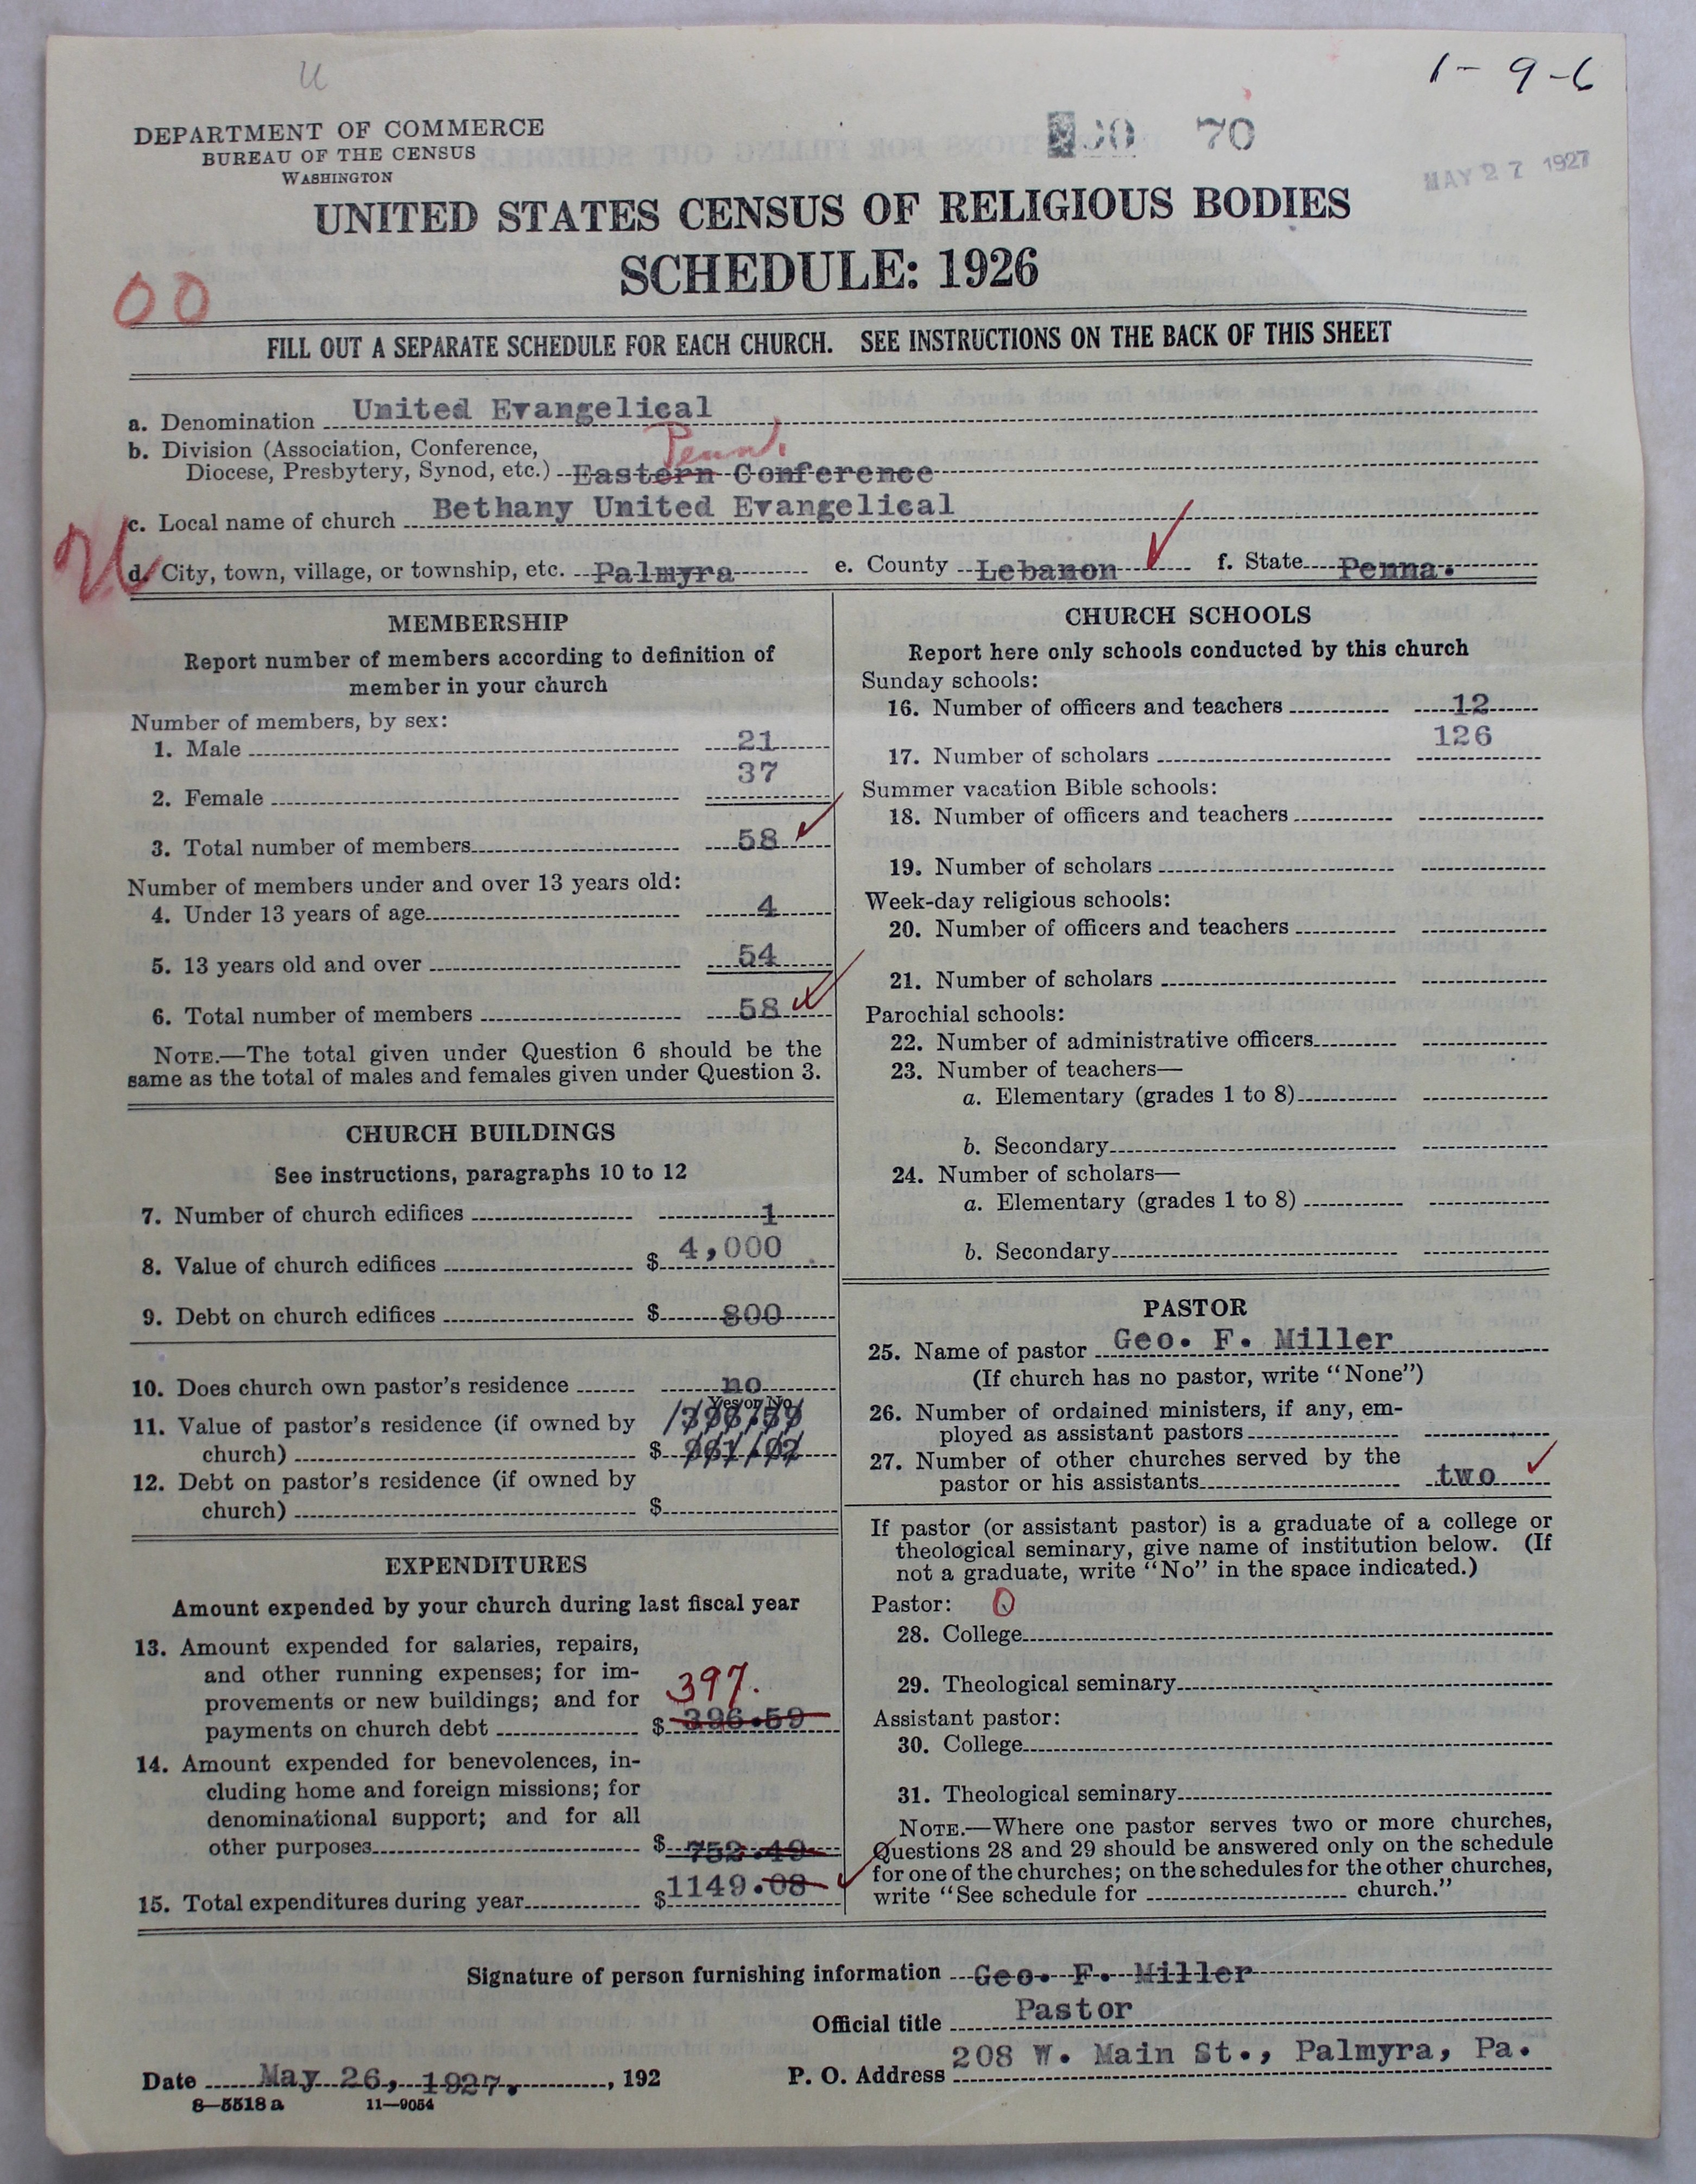 U
1-9-6
DEPARTMENT OF COMMERCE
BUREAU OF THE CENSUS
WASHINGTON
70
MAY 27 1927
UNITED STATES CENSUS OF RELIGIOUS BODIES
SCHEDULE: 1926
00
FILL OUT A SEPARATE SCHEDULE FOR EACH CHURCH. SEE INSTRUCTIONS ON THE BACK OF THIS SHEET
a. Denomination United Evangelical
b. Division (Association, Conference,
Penn.
Diocese, Presbytery, Synod, etc.) Eastern Conference
c. Local name of church Bethany United Evangelical
d. City, town, village, or township, etc. Palmyra e. County Lebanon f. State Penna.
MEMBERSHIP
Report number of members according to definition of
member in your church
Number of members, by sex:
1. Male 21
2. Female 37
3. Total number of members 58
Number of members under and over 13 years old:
4. Under 13 years of age 4
5. 13 years old and over 54
6. Total number of members 58
NOTE.—The total given under Question 6 should be the
same as the total of males and females given under Question 3.
CHURCH BUILDINGS
See instructions, paragraphs 10 to 12
7. Number of church edifices 1
8. Value of church edifices $ 4,000
9. Debt on church edifices $ 800
10. Does church own pastor's residence no
Yes or No
11. Value of pastor's residence (if owned by
church) $
12. Debt on pastor's residence (if owned by
church) $
EXPENDITURES
Amount expended by your church during last fiscal year
13. Amount expended for salaries, repairs,
and other running expenses; for im-
provements or new buildings; and for 397.
payments on church debt $ 396.59
14. Amount expended for benevolences, in-
cluding home and foreign missions; for
denominational support; and for all
other purposes $ 752.49
15. Total expenditures during year $ 1149.08
CHURCH SCHOOLS
Report here only schools conducted by this church
Sunday schools:
16. Number of officers and teachers 12
17. Number of scholars 126
Summer vacation Bible schools:
18. Number of officers and teachers
19. Number of scholars
Week-day religious schools:
20. Number of officers and teachers
21. Number of scholars
Parochial schools:
22. Number of administrative officers
23. Number of teachers—
a. Elementary (grades 1 to 8)
b. Secondary
24. Number of scholars—
a. Elementary (grades 1 to 8)
b. Secondary
PASTOR
25. Name of pastor Geo. F. Miller
(If church has no pastor, write "None")
26. Number of ordained ministers, if any, em-
ployed as assistant pastors
27. Number of other churches served by the
pastor or his assistants two
If pastor (or assistant pastor) is a graduate of a college or
theological seminary, give name of institution below. (If
not a graduate, write "No" in the space indicated.)
Pastor: 0
28. College
29. Theological seminary
Assistant pastor:
30. College
31. Theological seminary
NOTE.—Where one pastor serves two or more churches,
Questions 28 and 29 should be answered only on the schedule
for one of the churches; on the schedules for the other churches,
write "See schedule for church."
Signature of person furnishing information Geo. F. Miller
Official title Pastor
Date May 26, 1927. , 192 P. O. Address 208 W. Main St., Palmyra, Pa.
8—5518 a 11—9054